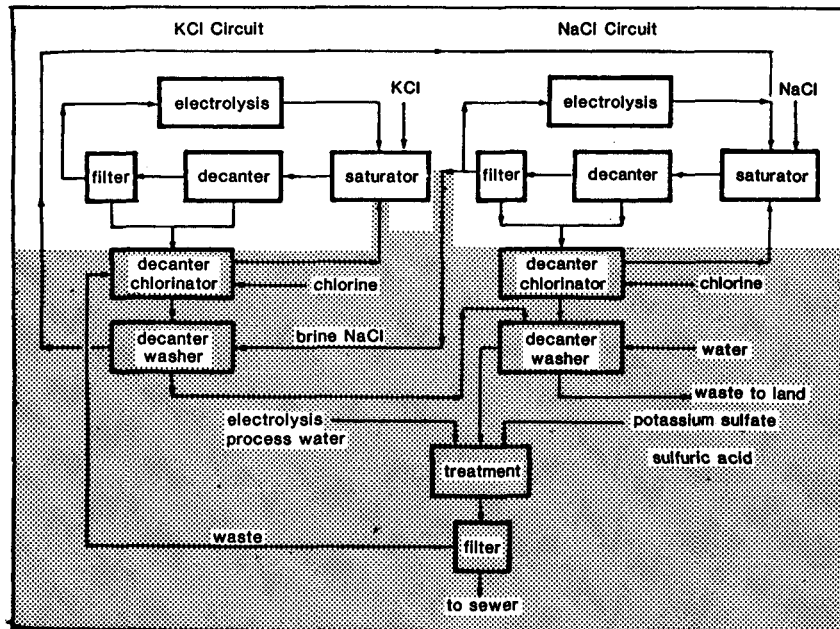 KCl Circuit
NaCl Circuit
KCl
NaCl
electrolysis
electrolysis
filter
decanter
saturator
filter
decanter
saturator
decanter
chlorinator
chlorine
decanter
chlorinator
chlorine
decanter
washer
brine NaCl
decanter
washer
water
waste to land
electrolysis
process water
potassium sulfate
sulfuric acid
treatment
waste
filter
to sewer